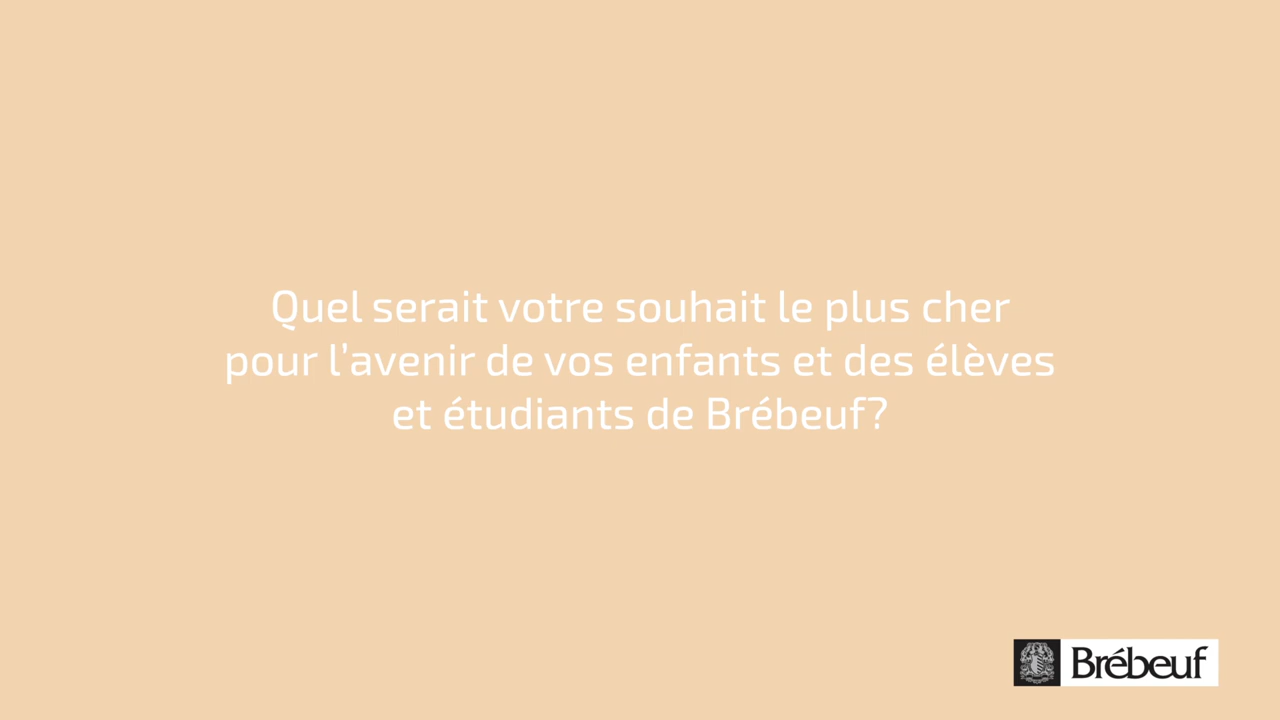 Quel serait votre souhait le plus cher
pour l’avenir de vos enfants et des élèves
et étudiants de Brébeuf?
Brébeuf